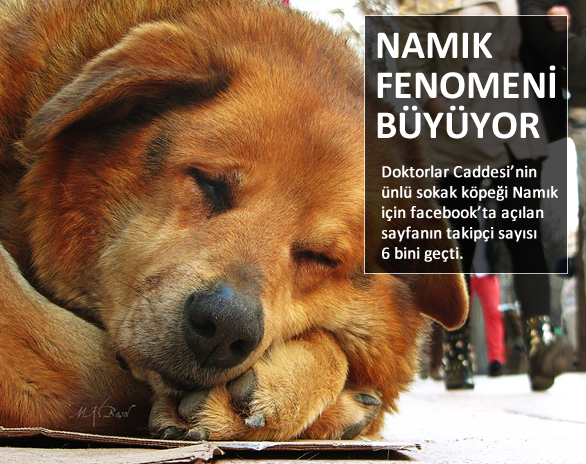 NAMIK
FENOMENİ
BÜYÜYOR
Doktorlar Caddesi’nin
ünlü sokak köpeği Namık
için facebook’ta açılan
sayfanın takipçi sayısı
6 bini geçti.